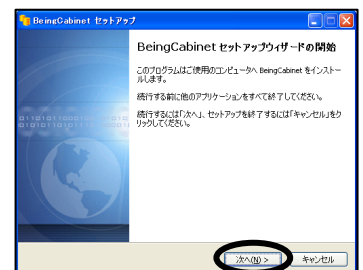 BeingCabinet セットアップ
BeingCabinet セットアップウィザードの開始
このプログラムはご使用のコンピュータへ BeingCabinet をインストー
ルします。
続行する前に他のアプリケーションをすべて終了してください。
続行するには「次へ」、セットアップを終了するには「キャンセル」をク
リックしてください。
次へ(N) >
キャンセル